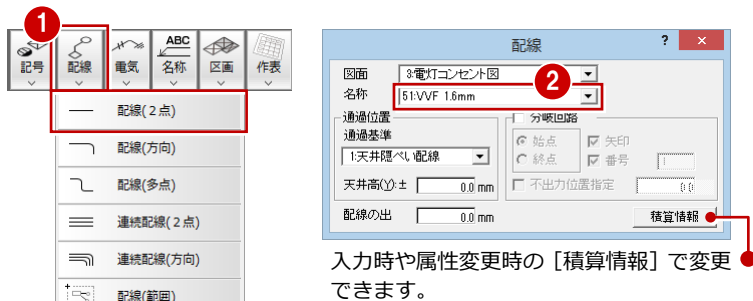 1
記号
配線
電気
ABC
名称
区画
作表
配線(2点)
配線(方向)
配線(多点)
連続配線(2点)
連続配線(方向)
配線(範囲)
配線
?
×
図面
3:電灯コンセント図
2
名称
51:VVF 1.6mm
通過位置
通過基準
1:天井隠ぺい配線
天井高(Y):±
0.0 mm
配線の出
0.0 mm
分岐回路
始点
矢印
終点
番号
1
不出力位置指定
0.0
積算情報
入力時や属性変更時の［積算情報］で変更
できます。